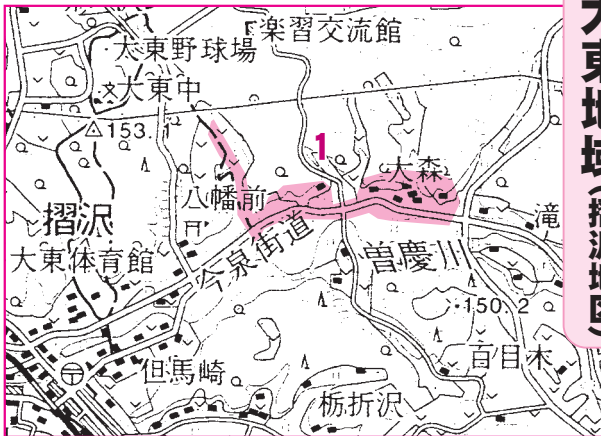 大東地域(摺沢地区)
楽習交流館
大東野球場
大東中
153.1
1
大森
八幡前
摺沢
滝
大東体育館
今泉街道
曽慶川
150.2
但馬崎
百目木
栃折沢